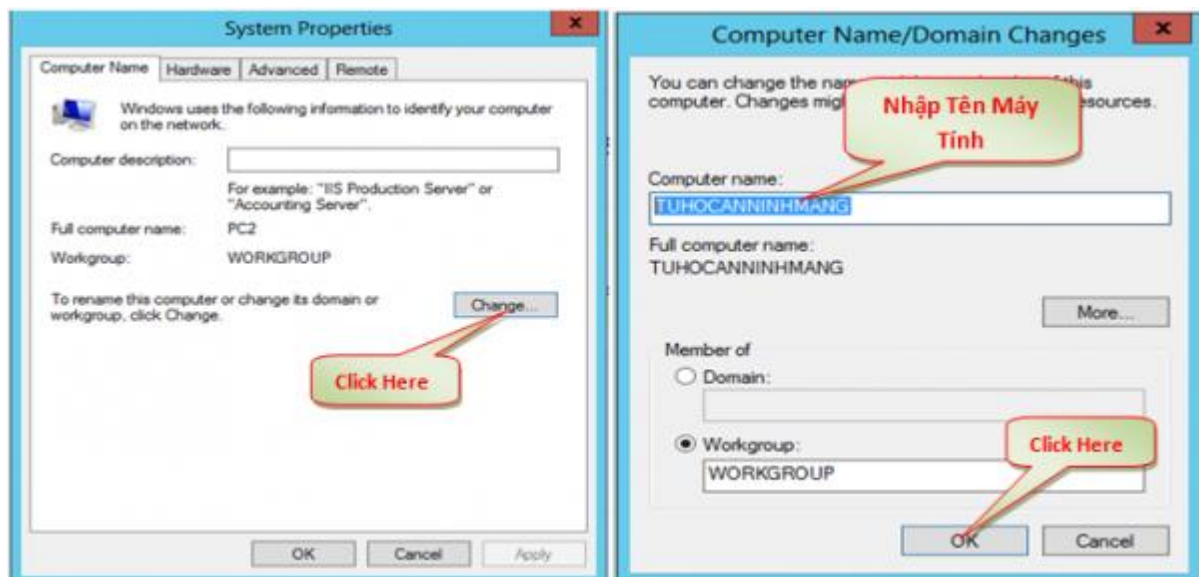 System Properties
x
Computer Name Hardware Advanced Remote
Windows uses the following information to identify your computer
on the network.
Computer description:
For example: "IIS Production Server" or
"Accounting Server".
Full computer name: PC2
Workgroup: WORKGROUP
To rename this computer or change its domain or
workgroup, click Change.
Change...
Click Here
OK Cancel Apply
Computer Name/Domain Changes
x
You can change the this
computer. Changes esources.
Nhập Tên Máy
Tính
Computer name:
TUHOCANNINHMANG
Full computer name:
TUHOCANNINHMANG
More...
Member of
Domain:
Workgroup:
WORKGROUP
Click Here
OK Cancel